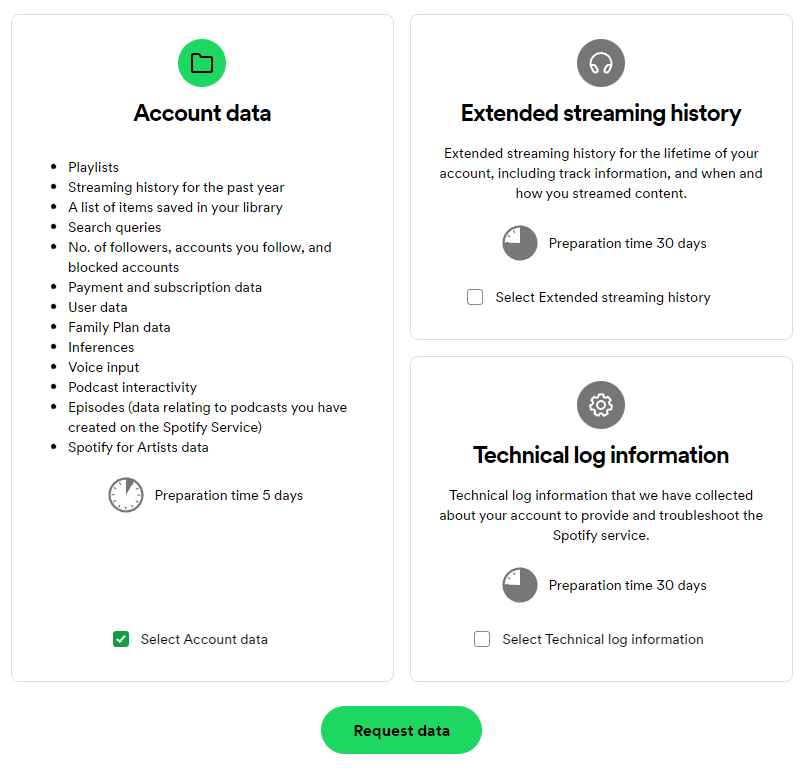 Account data
Playlists
Streaming history for the past year
A list of items saved in your library
Search queries
No. of followers, accounts you follow, and
blocked accounts
Payment and subscription data
User data
Family Plan data
Inferences
Voice input
Podcast interactivity
Episodes (data relating to podcasts you have
created on the Spotify Service)
Spotify for Artists data
Preparation time 5 days
Select Account data
Extended streaming history
Extended streaming history for the lifetime of your
account, including track information, and when and
how you streamed content.
Preparation time 30 days
Select Extended streaming history
Technical log information
Technical log information that we have collected
about your account to provide and troubleshoot the
Spotify service.
Preparation time 30 days
Select Technical log information
Request data